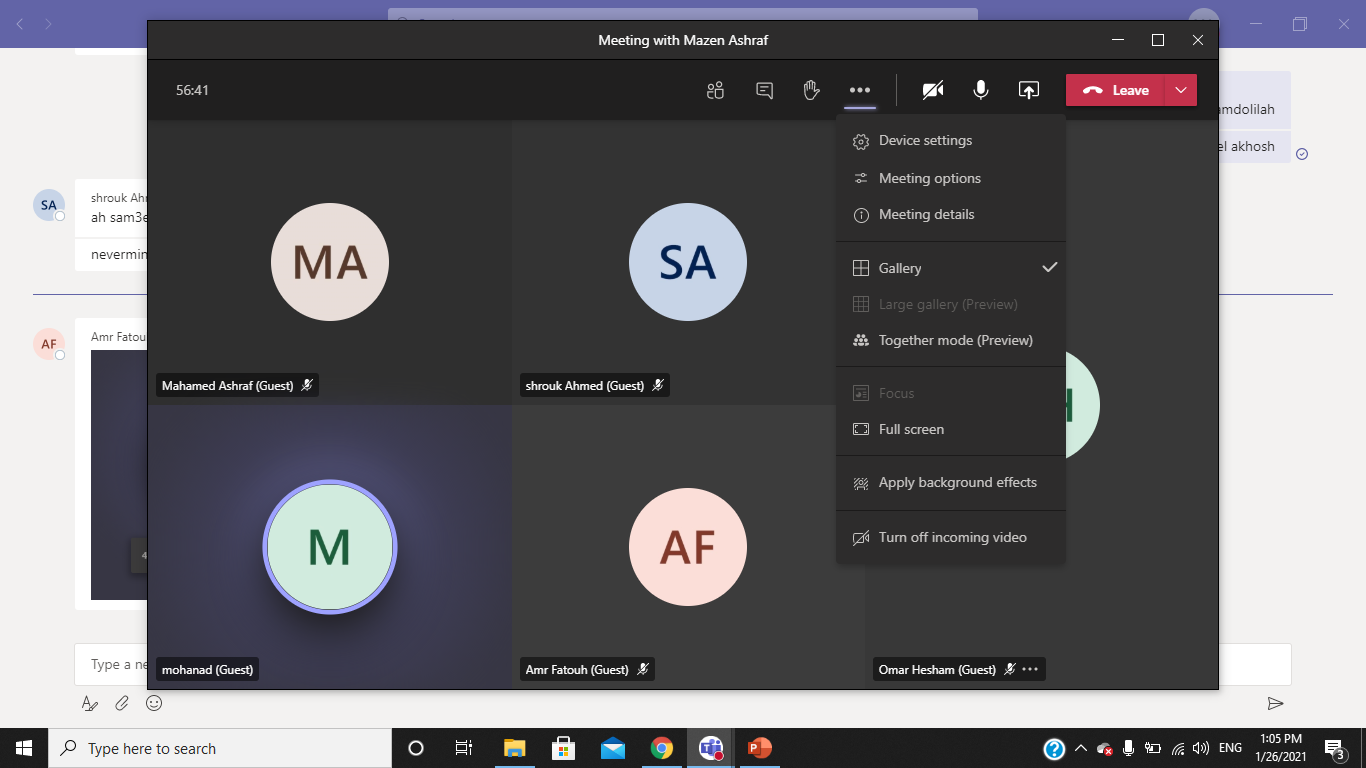 Meeting with Mazen Ashraf
56:41
Leave
amdolilah
el akhosh
SA
shrouk Ah
ah sam3e
nevermin
AF
Amr Fatou
Type a ne
MA
Mahamed Ashraf (Guest)
SA
shrouk Ahmed (Guest)
M
mohanad (Guest)
AF
Amr Fatouh (Guest)
H
Omar Hesham (Guest)
Device settings
Meeting options
Meeting details
Gallery
Large gallery (Preview)
Together mode (Preview)
Focus
Full screen
Apply background effects
Turn off incoming video
Type here to search
ENG
1:05 PM
1/26/2021
3